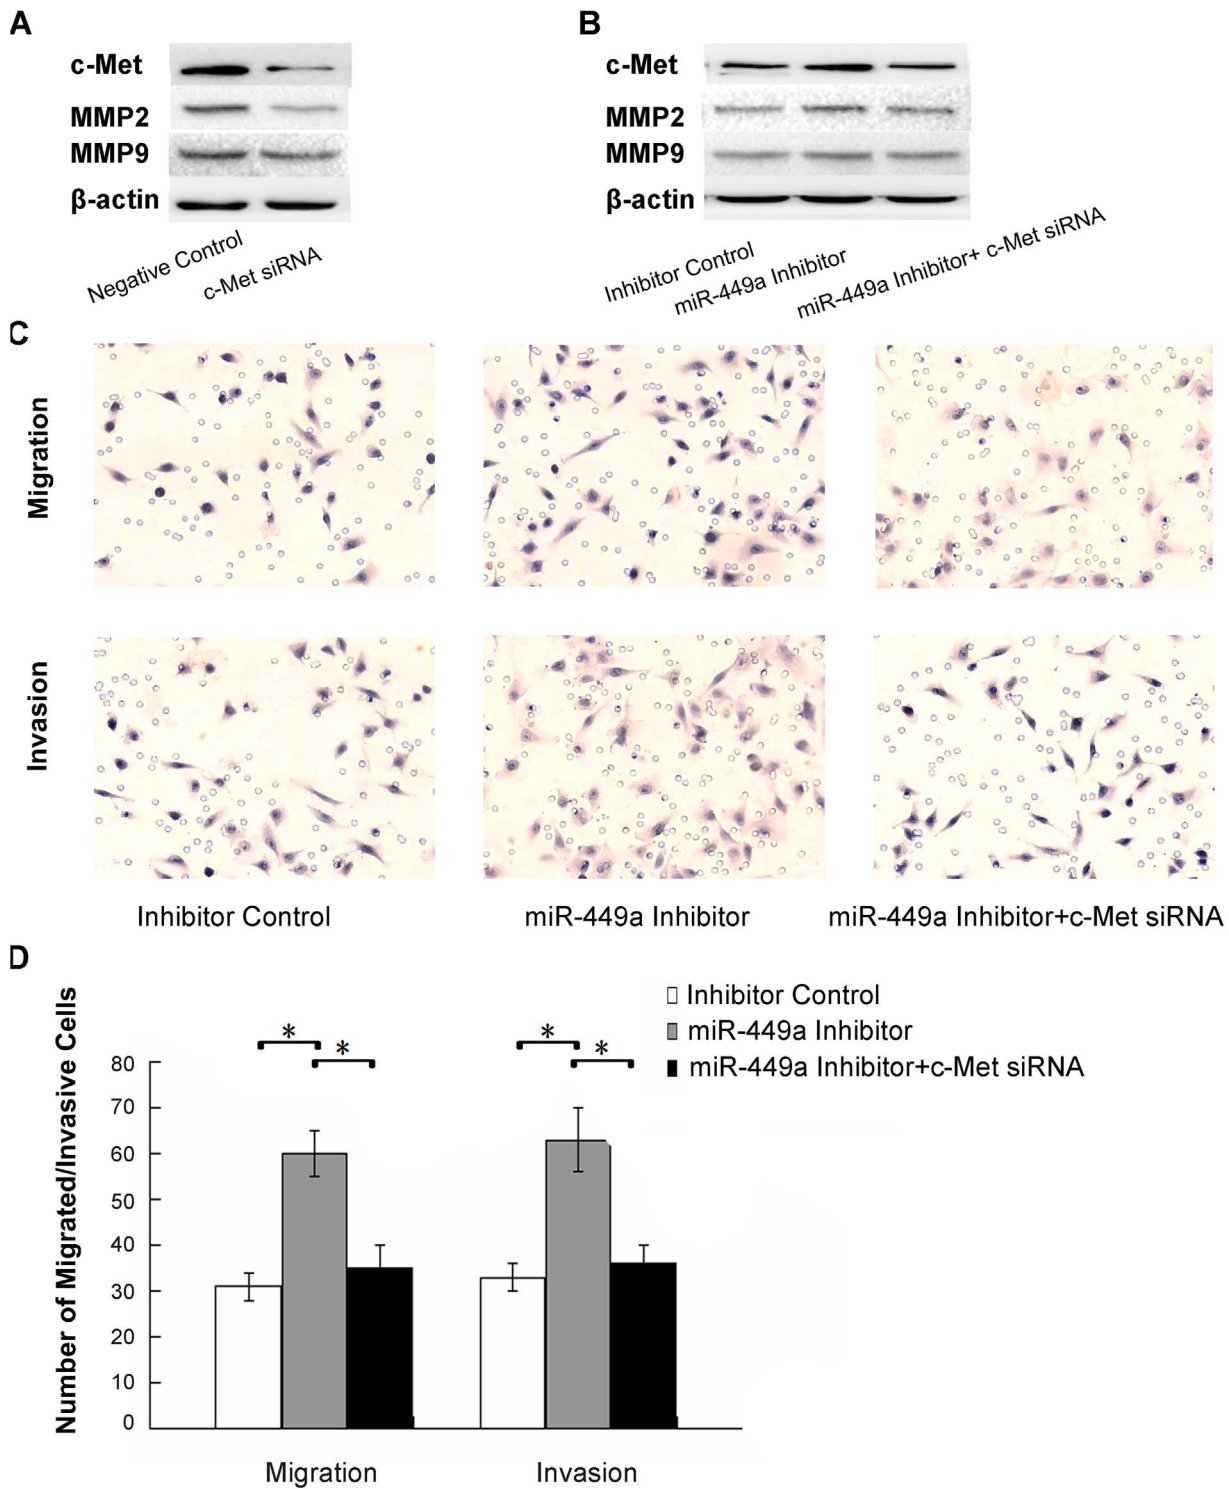 A
c-Met
MMP2
MMP9
β-actin
Negative Control
c-Met siRNA
B
c-Met
MMP2
MMP9
β-actin
Inhibitor Control
miR-449a Inhibitor
miR-449a Inhibitor+ c-Met siRNA
C
Migration
Invasion
Inhibitor Control
miR-449a Inhibitor
miR-449a Inhibitor+c-Met siRNA
D
Number of Migrated/Invasive Cells
Inhibitor Control
miR-449a Inhibitor
miR-449a Inhibitor+c-Met siRNA
* * * *
80
70
60
50
40
30
20
10
0
Migration
Invasion